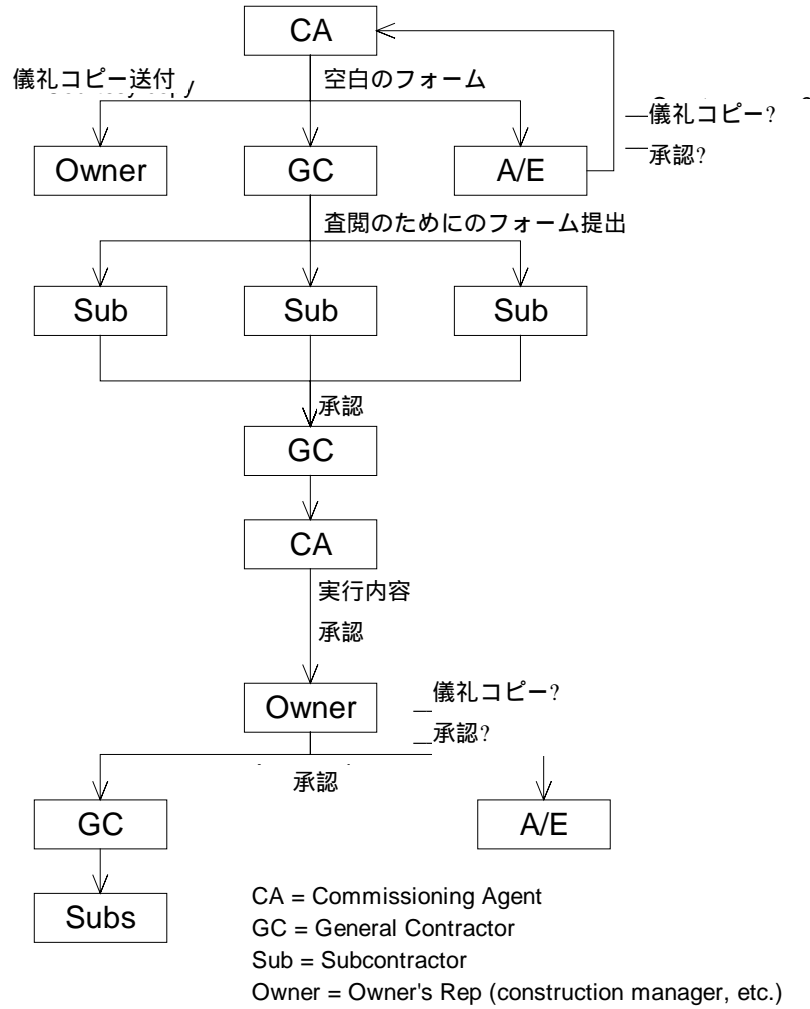 CA
儀礼コピー送付
空白のフォーム
儀礼コピー?
承認?
Owner
GC
A/E
査閲のためにのフォーム提出
Sub
Sub
Sub
承認
GC
CA
実行内容
承認
Owner
儀礼コピー?
承認?
承認
GC
A/E
Subs
CA = Commissioning Agent
GC = General Contractor
Sub = Subcontractor
Owner = Owner's Rep (construction manager, etc.)